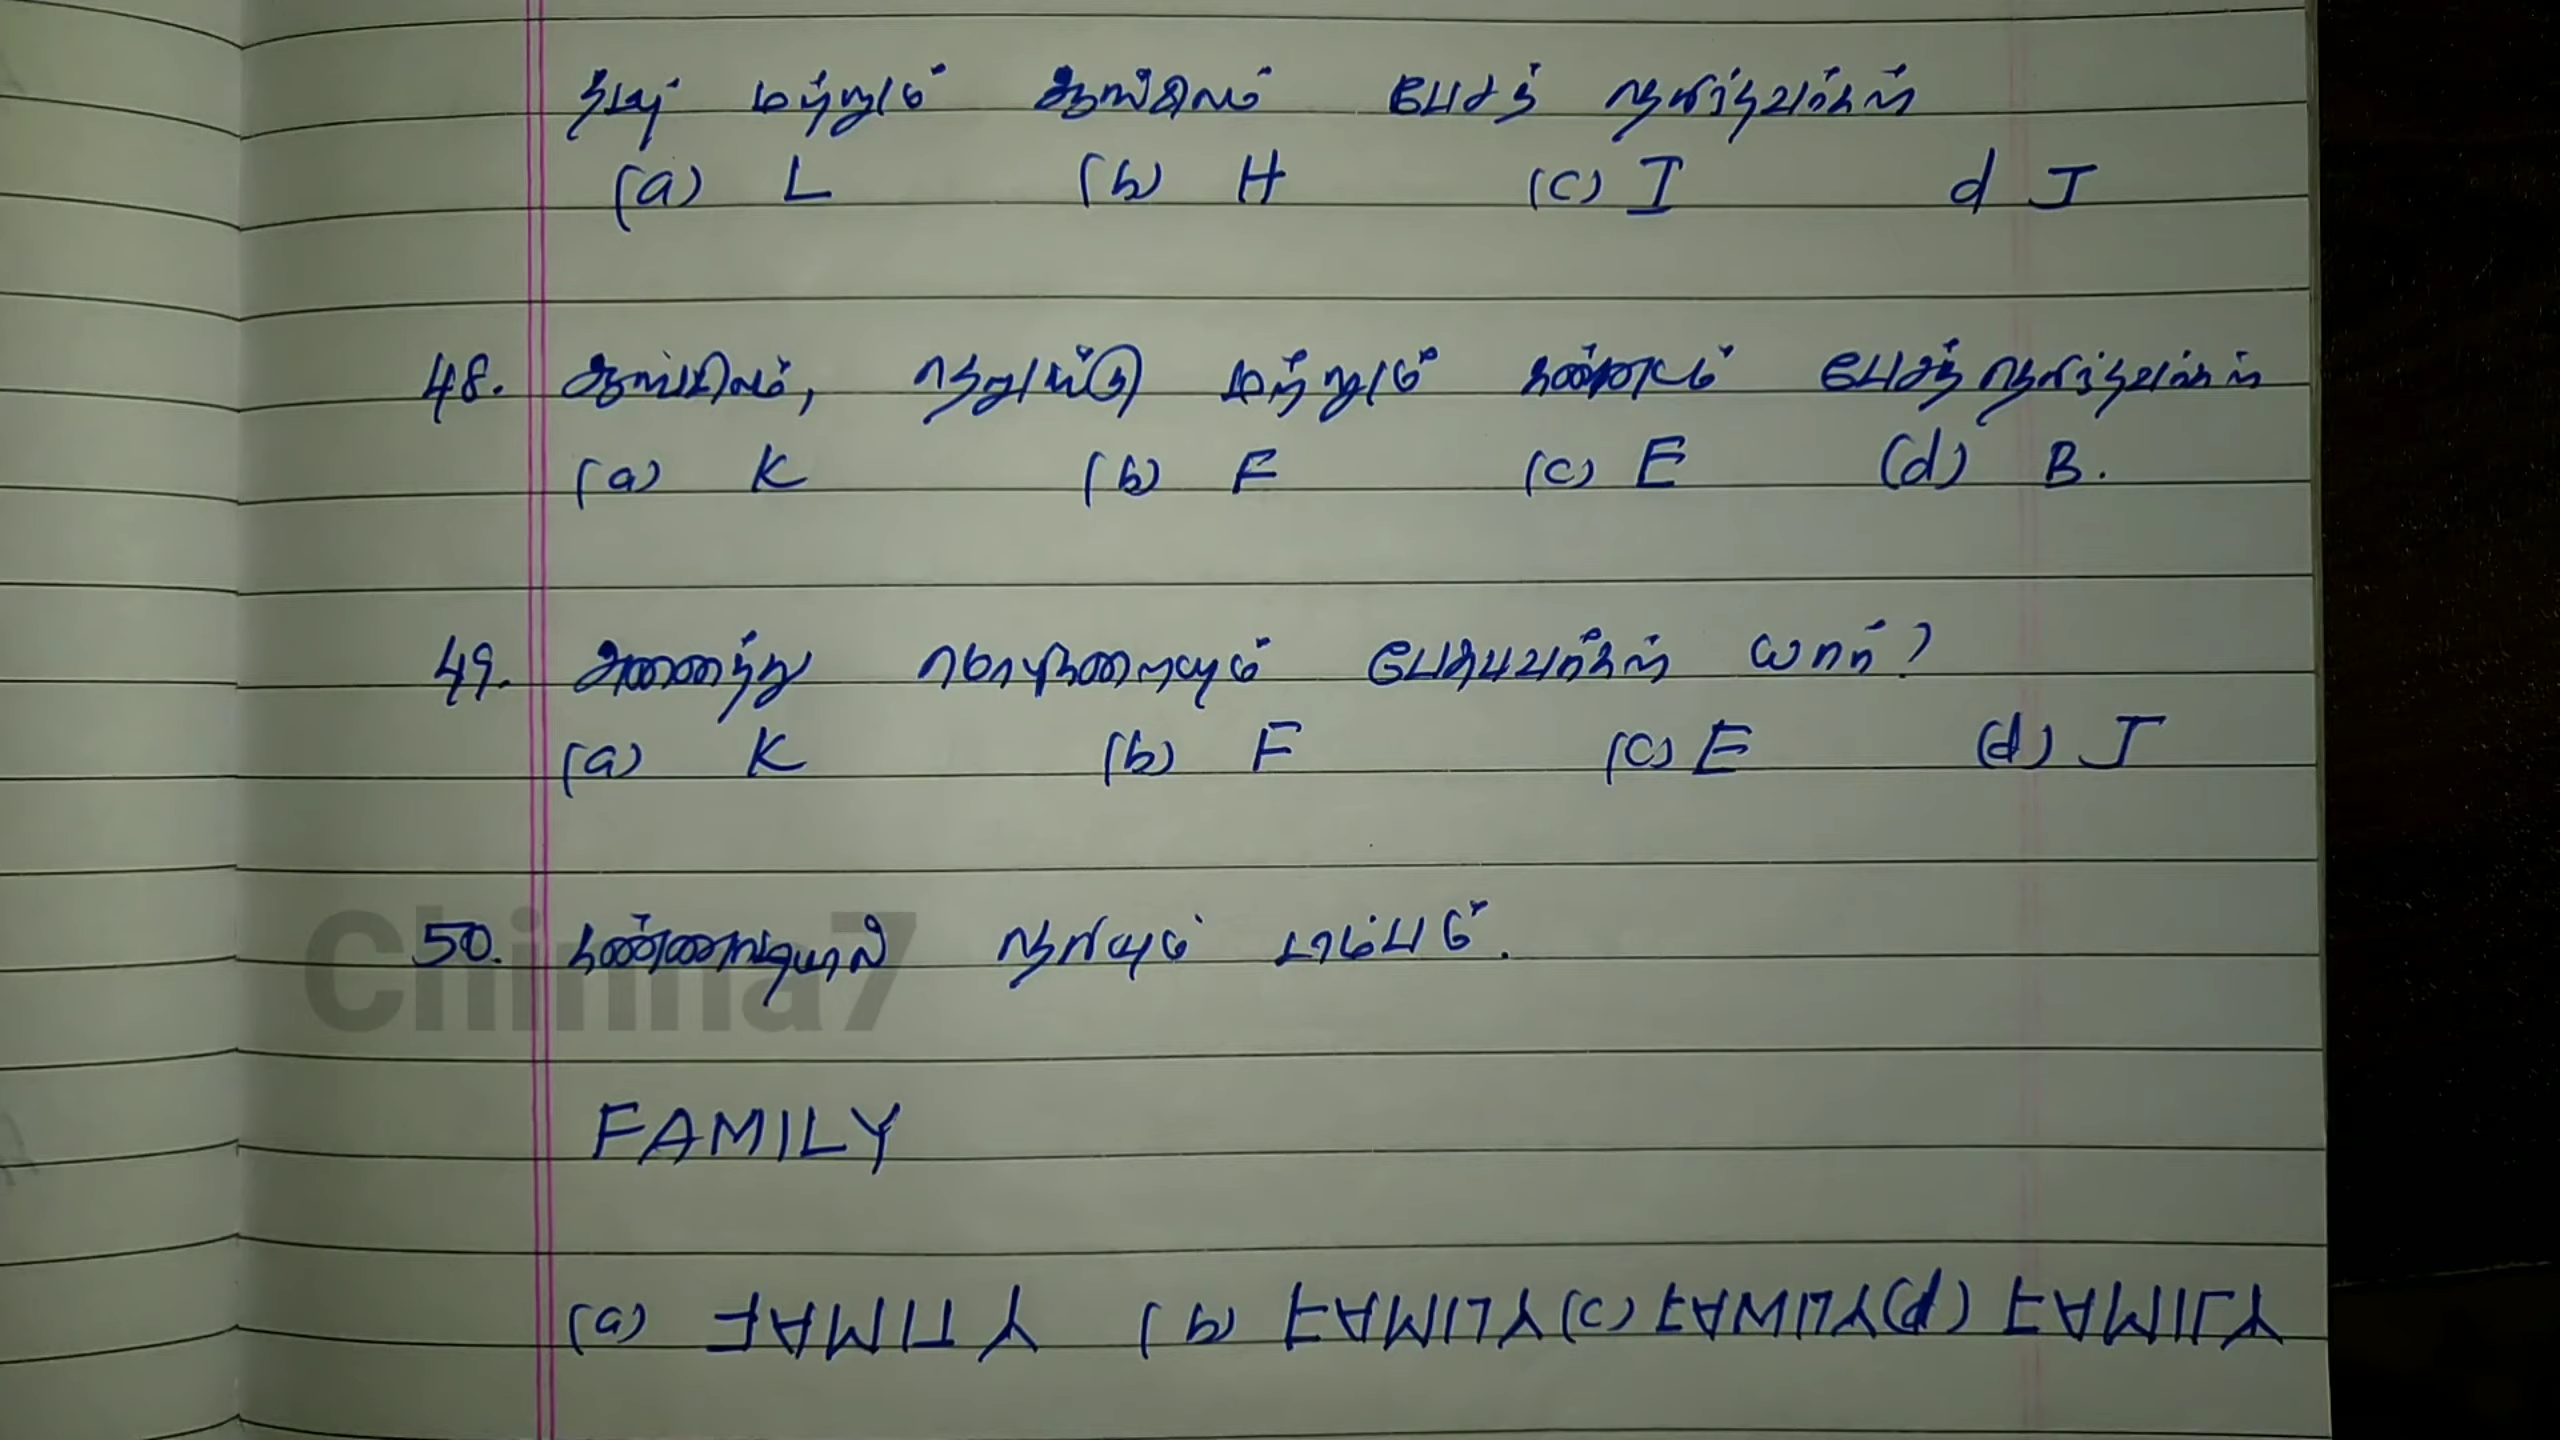 மற்றும் ஆங்கிலம் பேசத் தெரிந்தவர்கள்
(a) L (b) H (c) I d J
48. ஆங்கிலம், தெலுங்கு மற்றும் கன்னடம் பேசத் தெரிந்தவர்கள்
(a) K (b) F (c) E (d) B.
49. அனைத்து மொழிகளையும் பேசுபவர்கள் யார்?
(a) K (b) F (c) E (d) J
50. கண்ணாடியில் தெரியும் பிம்பம்.
Chinna7
FAMILY
(a) (b) (c) (d)